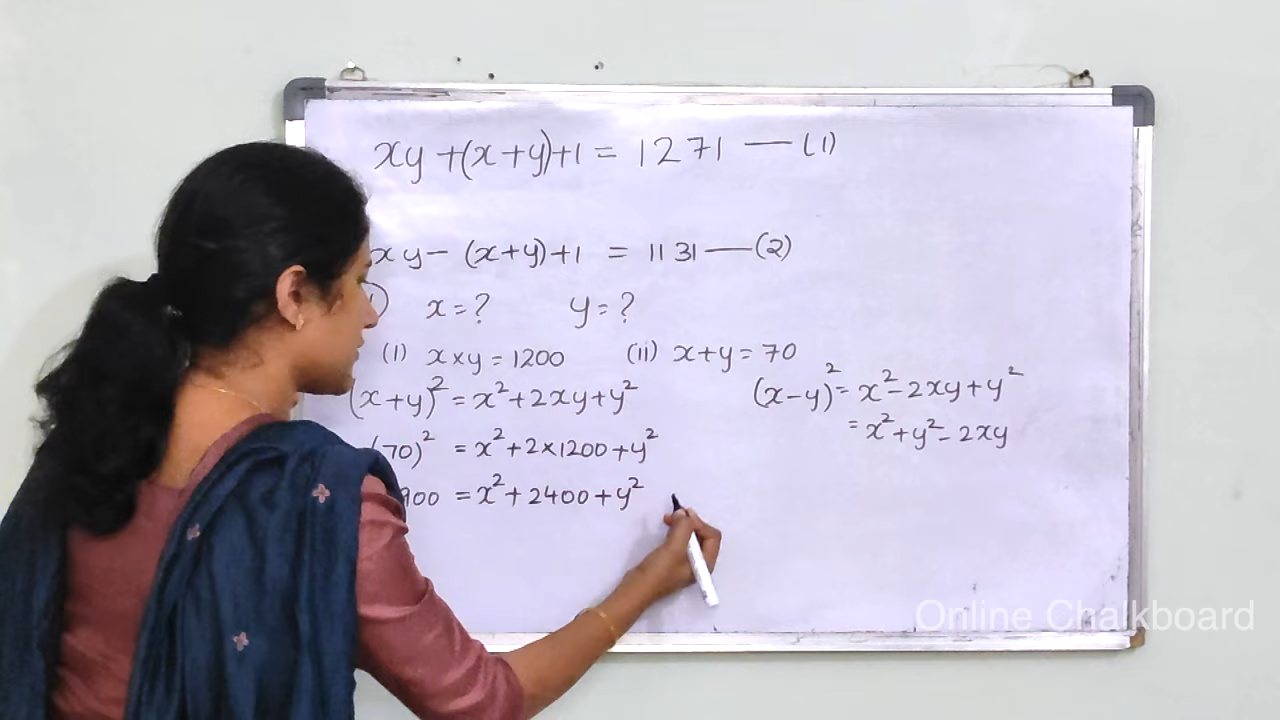 xy + (x+y)+1 = 1271 — (1)
xy - (x+y)+1 = 1131 — (2)
x = ? y = ?
(i) x×y = 1200 (ii) x+y = 70
(x+y)² = x²+2xy+y² (x-y)² = x²-2xy+y²
70)² = x²+2×1200+y² = x²+y²-2xy
900 = x²+2400+y²
Online Chalkboard